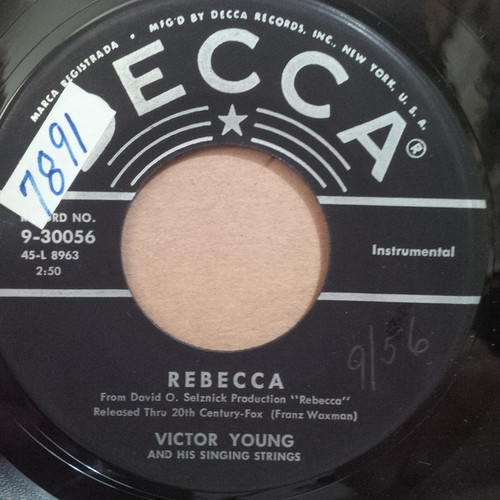 MARCA REGISTRADA • MFG'D BY DECCA RECORDS, INC., NEW YORK, U.S.A.
DECCA®
7891
RECORD NO.
9-30056
45-L 8963
2:50
Instrumental
9/56
REBECCA
From David O. Selznick Production "Rebecca"
Released Thru 20th Century-Fox (Franz Waxman)
VICTOR YOUNG
AND HIS SINGING STRINGS